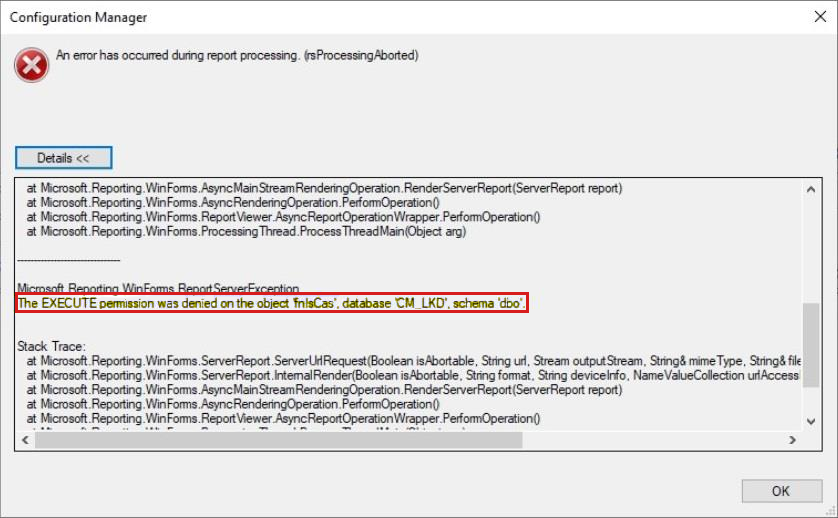 Configuration Manager
An error has occurred during report processing. (rsProcessingAborted)
Details <<
at Microsoft.Reporting.WinForms.AsyncMainStreamRenderingOperation.RenderServerReport(ServerReport report)
at Microsoft.Reporting.WinForms.AsyncRenderingOperation.PerformOperation()
at Microsoft.Reporting.WinForms.ReportViewer.AsyncReportOperationWrapper.PerformOperation()
at Microsoft.Reporting.WinForms.ProcessingThread.ProcessThreadMain(Object arg)
-------------------------------
Microsoft.Reporting.WinForms.ReportServerException
The EXECUTE permission was denied on the object 'fnIsCas', database 'CM_LKD', schema 'dbo'.
Stack Trace:
at Microsoft.Reporting.WinForms.ServerReport.ServerUrlRequest(Boolean isAbortable, String url, Stream outputStream, String& mimeType, String& file
at Microsoft.Reporting.WinForms.ServerReport.InternalRender(Boolean isAbortable, String format, String deviceInfo, NameValueCollection urlAccess
at Microsoft.Reporting.WinForms.AsyncMainStreamRenderingOperation.RenderServerReport(ServerReport report)
at Microsoft.Reporting.WinForms.AsyncRenderingOperation.PerformOperation()
at Microsoft.Reporting.WinForms.ReportViewer.AsyncReportOperationWrapper.PerformOperation()
OK